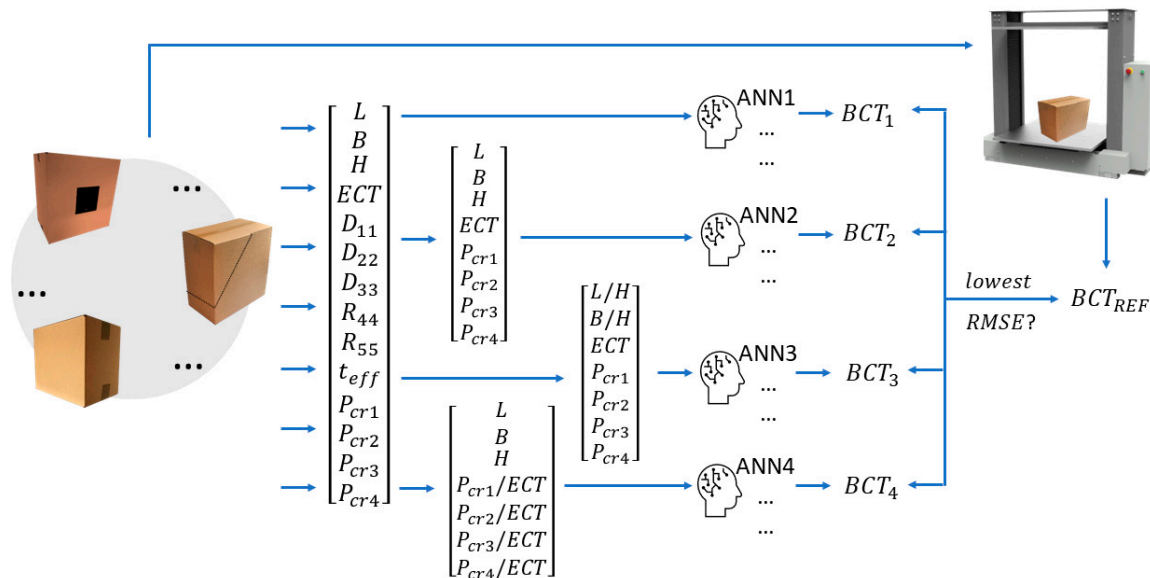 L
B
H
ECT
D11
D22
D33
R44
R55
teff
Pcr1
Pcr2
Pcr3
Pcr4
L
B
H
ECT
Pcr1
Pcr2
Pcr3
Pcr4
L/H
B/H
ECT
Pcr1
Pcr2
Pcr3
Pcr4
L
B
H
Pcr1/ECT
Pcr2/ECT
Pcr3/ECT
Pcr4/ECT
ANN1
...
...
BCT1
ANN2
...
...
BCT2
ANN3
...
...
BCT3
ANN4
...
...
BCT4
lowest
RMSE?
BCTREF
...
...
...